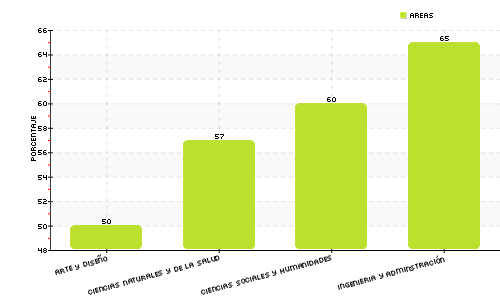 AREAS
PORCENTAJE
66
64
62
60
58
56
54
52
50
48
50
57
60
65
ARTE Y DISEÑO
CIENCIAS NATURALES Y DE LA SALUD
CIENCIAS SOCIALES Y HUMANIDADES
INGENIERIA Y ADMINSTRACIÓN